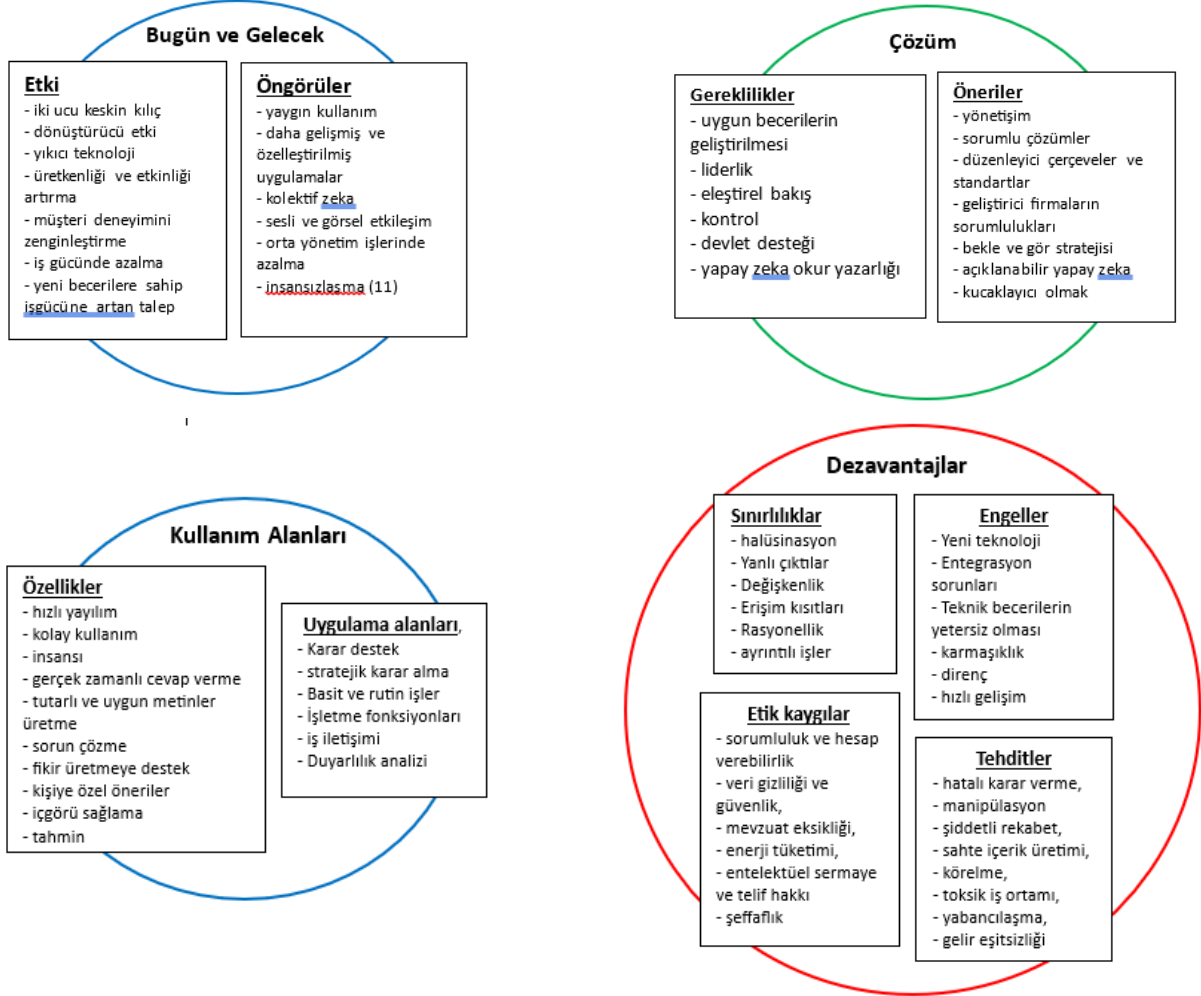 Bugün ve Gelecek
Etki
- iki ucu keskin kılıç
- dönüştürücü etki
- yıkıcı teknoloji
- üretkenliği ve etkinliği
artırma
- müşteri deneyimini
zenginleştirme
- iş gücünde azalma
- yeni becerilere sahip
işgücüne artan talep
Öngörüler
- yaygın kullanım
- daha gelişmiş ve
özelleştirilmiş
uygulamalar
- kolektif zeka
- sesli ve görsel etkileşim
- orta yönetim işlerinde
azalma
- insansızlaşma (11)
Çözüm
Gereklilikler
- uygun becerilerin
geliştirilmesi
- liderlik
- eleştirel bakış
- kontrol
- devlet desteği
- yapay zeka okur yazarlığı
Öneriler
- yönetişim
- sorumlu çözümler
- düzenleyici çerçeveler ve
standartlar
- geliştirici firmaların
sorumlulukları
- bekle ve gör stratejisi
- açıklanabilir yapay zeka
- kucaklayıcı olmak
Kullanım Alanları
Özellikler
- hızlı yayılım
- kolay kullanım
- insansı
- gerçek zamanlı cevap verme
- tutarlı ve uygun metinler
üretme
- sorun çözme
- fikir üretmeye destek
- kişiye özel öneriler
- içgörü sağlama
- tahmin
Uygulama alanları,
- Karar destek
- stratejik karar alma
- Basit ve rutin işler
- İşletme fonksiyonları
- iş iletişimi
- Duyarlılık analizi
Dezavantajlar
Sınırlılıklar
- halüsinasyon
- Yanlı çıktılar
- Değişkenlik
- Erişim kısıtları
- Rasyonellik
- ayrıntılı işler
Engeller
- Yeni teknoloji
- Entegrasyon
sorunları
- Teknik becerilerin
yetersiz olması
- karmaşıklık
- direnç
- hızlı gelişim
Etik kaygılar
- sorumluluk ve hesap
verebilirlik
- veri gizliliği ve
güvenlik,
- mevzuat eksikliği,
- enerji tüketimi,
- entelektüel sermaye
ve telif hakkı
- şeffaflık
Tehditler
- hatalı karar verme,
- manipülasyon
- şiddetli rekabet,
- sahte içerik üretimi,
- körelme,
- toksik iş ortamı,
- yabancılaşma,
- gelir eşitsizliği